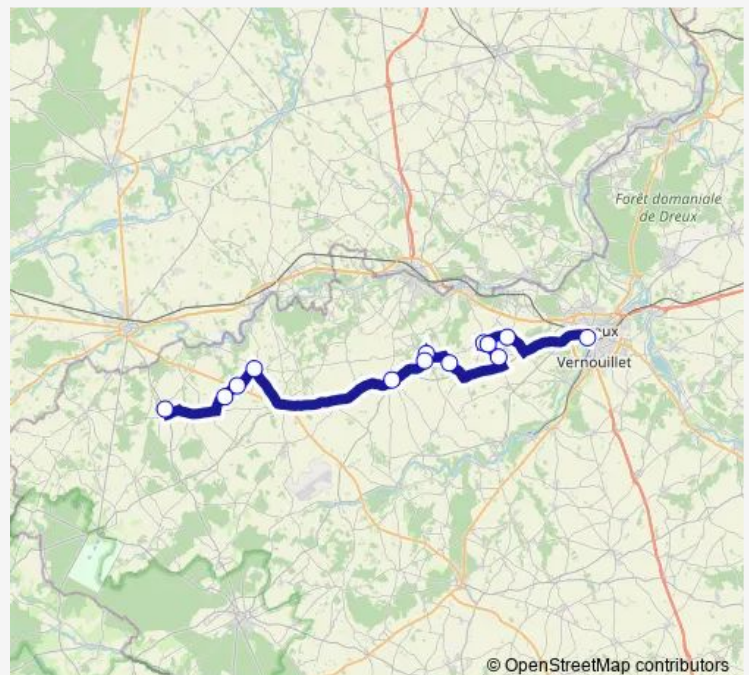 Forêt domaniale
de Dreux
ux
Vernouillet
© OpenStreetMap contributors